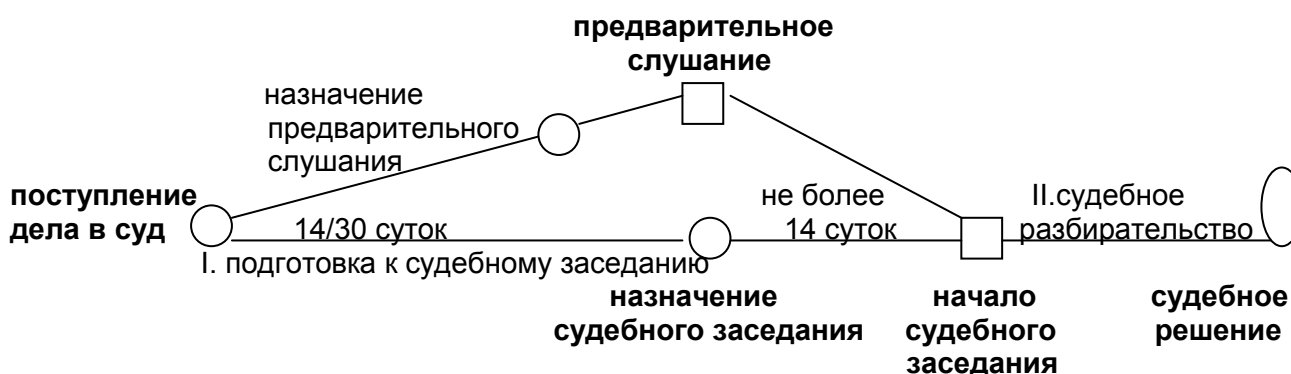 предварительное
слушание
назначение
предварительного
слушания
поступление
дела в суд
14/30 суток
I. подготовка к судебному заседанию
не более
14 суток
II.судебное
разбирательство
назначение
судебного заседания
начало
судебного
заседания
судебное
решение